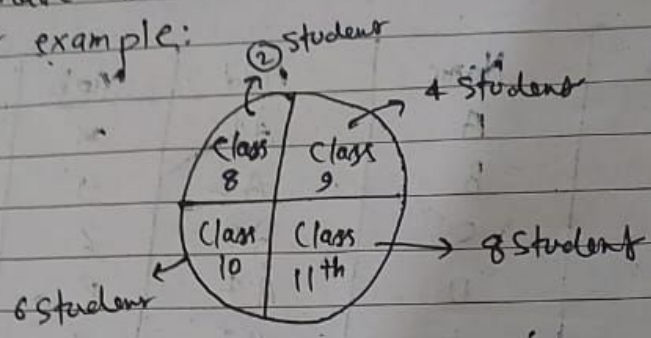 example:
② Student
4 Student
Class
8
Class
9
Class
10
Class
11th
8 Student
6 Student